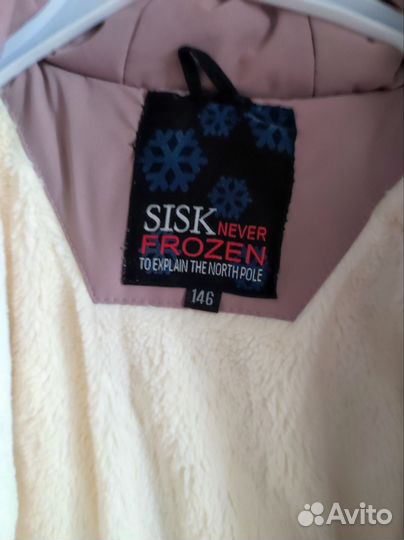 SISK NEVER
FROZEN
TO EXPLAIN THE NORTH POLE
146
Avito